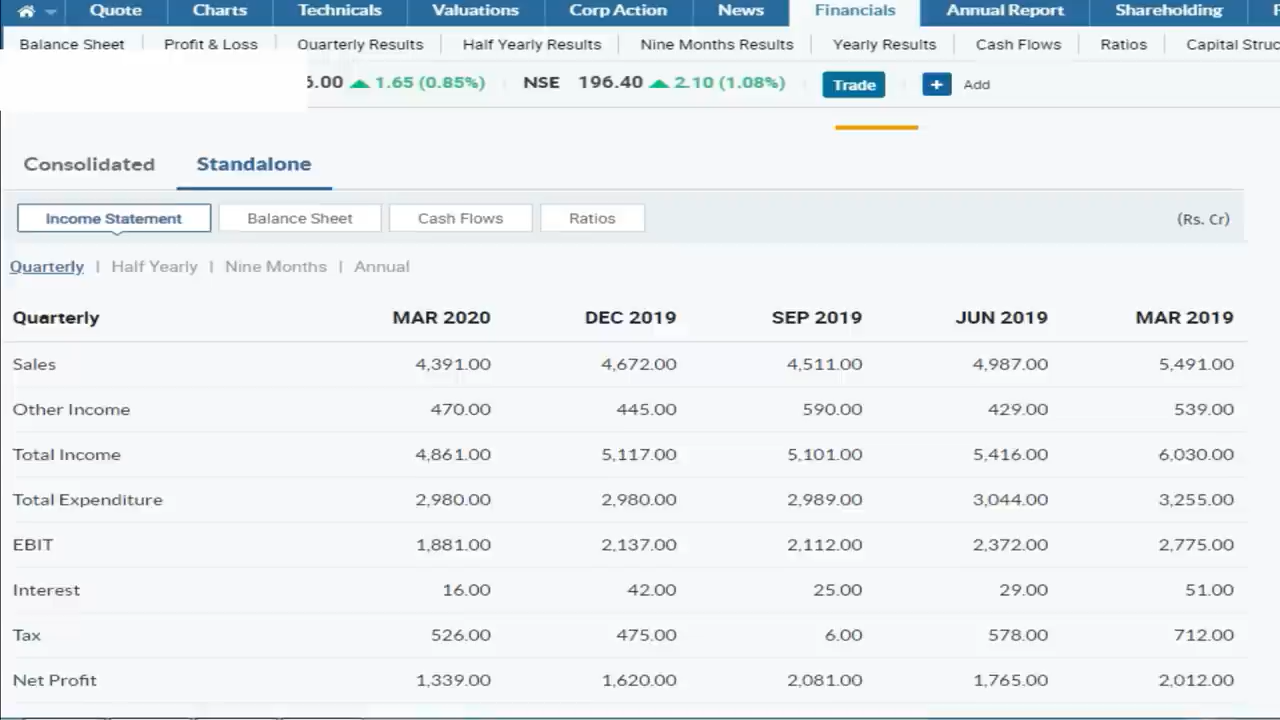 Quote Charts Technicals Valuations Corp Action News Financials Annual Report Shareholding
Balance Sheet Profit & Loss Quarterly Results Half Yearly Results Nine Months Results Yearly Results Cash Flows Ratios Capital Struc
6.00 1.65 (0.85%) NSE 196.40 2.10 (1.08%) Trade + Add
Consolidated Standalone
Income Statement Balance Sheet Cash Flows Ratios (Rs. Cr)
Quarterly | Half Yearly | Nine Months | Annual
Quarterly MAR 2020 DEC 2019 SEP 2019 JUN 2019 MAR 2019
Sales 4,391.00 4,672.00 4,511.00 4,987.00 5,491.00
Other Income 470.00 445.00 590.00 429.00 539.00
Total Income 4,861.00 5,117.00 5,101.00 5,416.00 6,030.00
Total Expenditure 2,980.00 2,980.00 2,989.00 3,044.00 3,255.00
EBIT 1,881.00 2,137.00 2,112.00 2,372.00 2,775.00
Interest 16.00 42.00 25.00 29.00 51.00
Tax 526.00 475.00 6.00 578.00 712.00
Net Profit 1,339.00 1,620.00 2,081.00 1,765.00 2,012.00